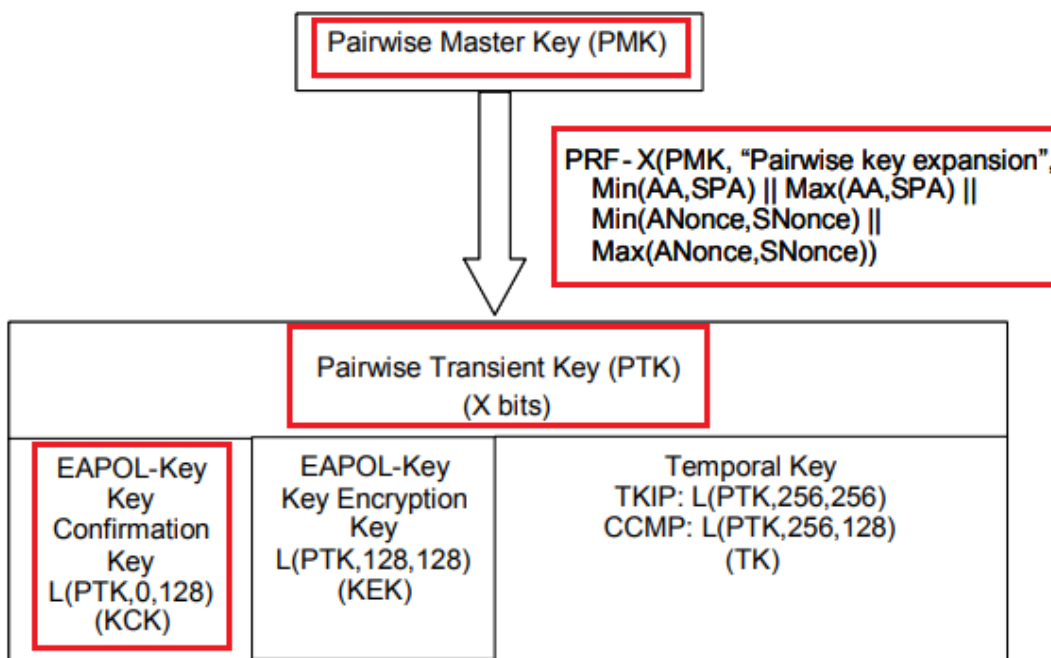 Pairwise Master Key (PMK)
PRF-X(PMK, “Pairwise key expansion”,
Min(AA,SPA) || Max(AA,SPA) ||
Min(ANonce,SNonce) ||
Max(ANonce,SNonce))
Pairwise Transient Key (PTK)
(X bits)
EAPOL-Key
Key
Confirmation
Key
L(PTK,0,128)
(KCK)
EAPOL-Key
Key Encryption
Key
L(PTK,128,128)
(KEK)
Temporal Key
TKIP: L(PTK,256,256)
CCMP: L(PTK,256,128)
(TK)